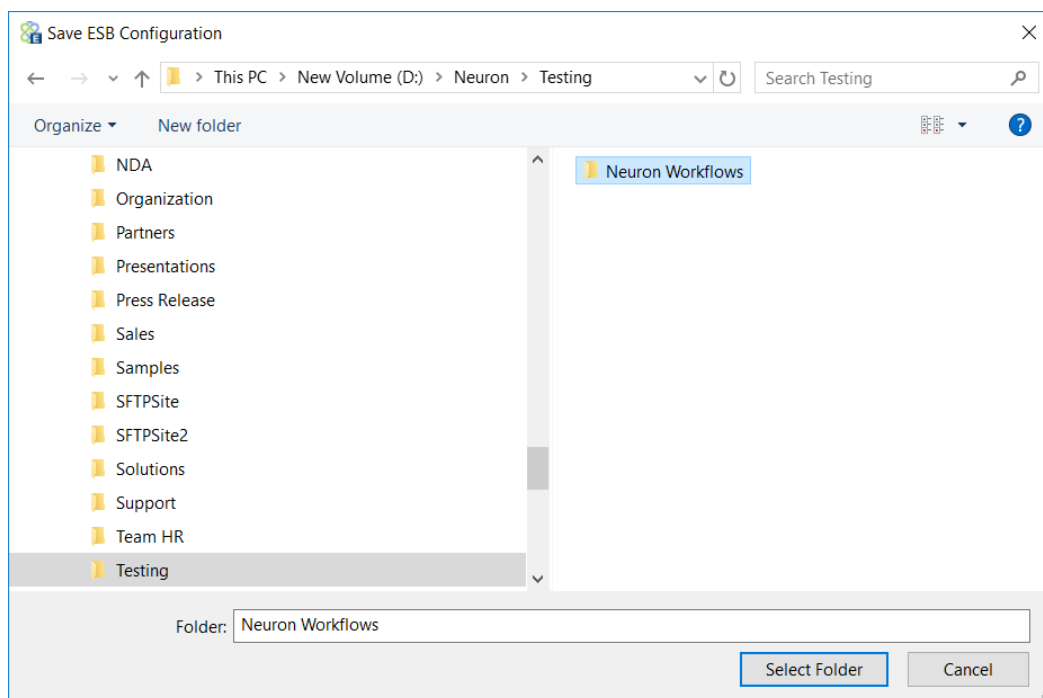 Save ESB Configuration
This PC > New Volume (D:) > Neuron > Testing
Search Testing
Organize
New folder
?
NDA
Neuron Workflows
Organization
Partners
Presentations
Press Release
Sales
Samples
SFTPSite
SFTPSite2
Solutions
Support
Team HR
Testing
Folder: Neuron Workflows
Select Folder
Cancel